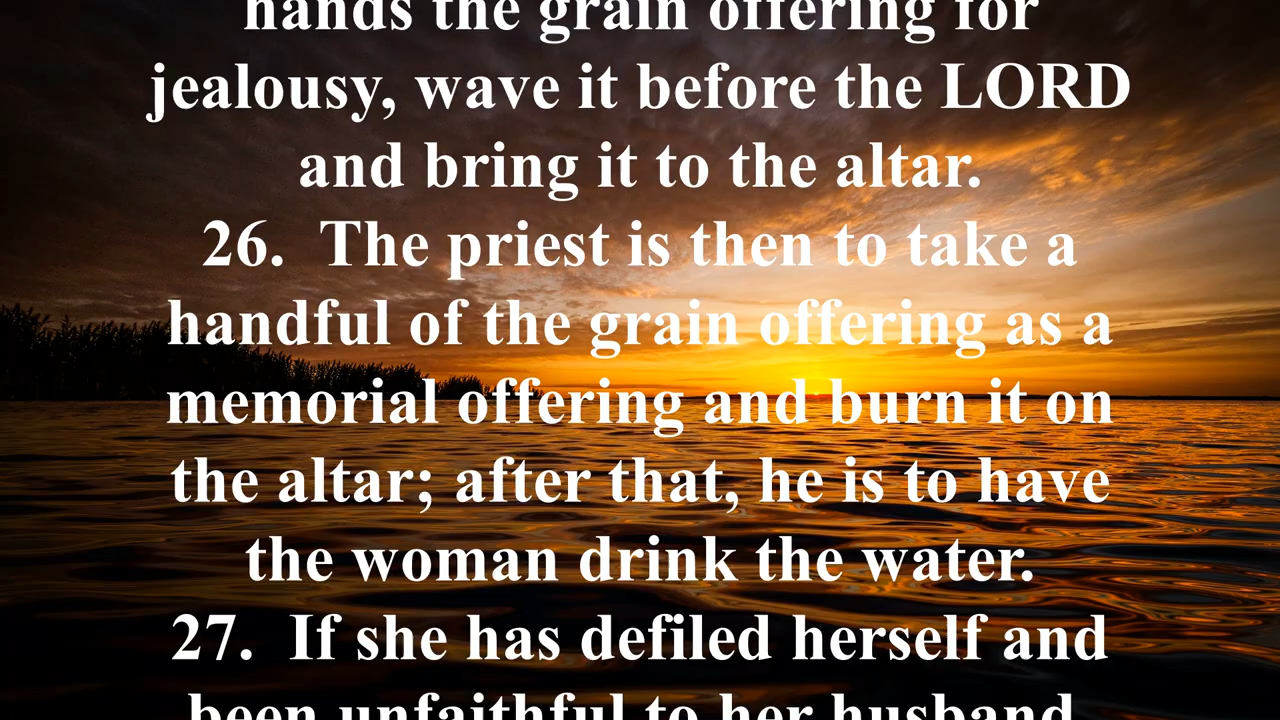 hands the grain offering for
jealousy, wave it before the LORD
and bring it to the altar.
26.  The priest is then to take a
handful of the grain offering as a
memorial offering and burn it on
the altar; after that, he is to have
the woman drink the water.
27.  If she has defiled herself and
been unfaithful to her husband,